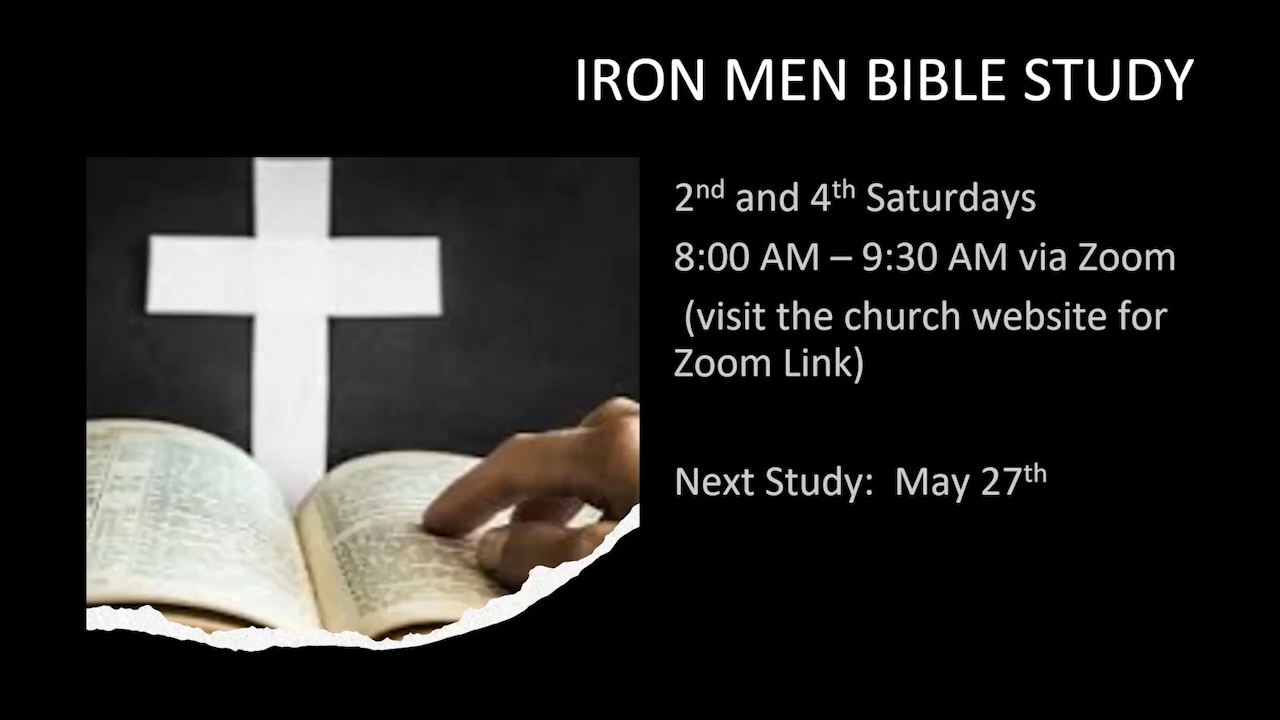 IRON MEN BIBLE STUDY
2nd and 4th Saturdays
8:00 AM – 9:30 AM via Zoom
(visit the church website for
Zoom Link)
Next Study: May 27th